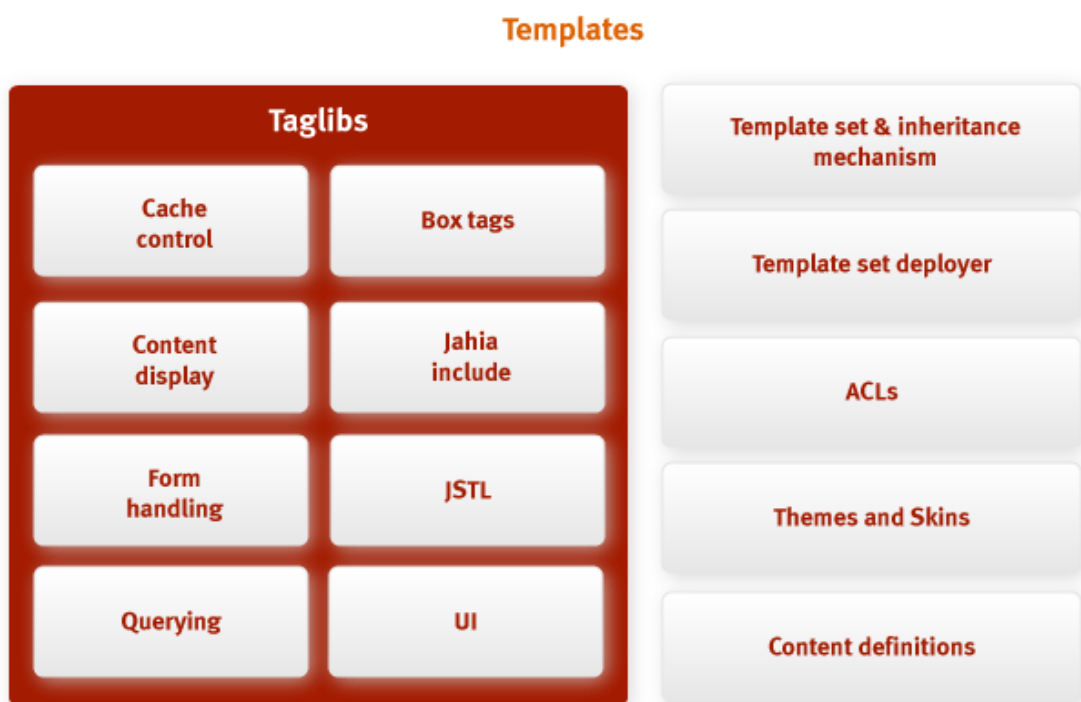 Templates
Taglibs
Cache
control
Box tags
Content
display
Jahia
include
Form
handling
JSTL
Querying
UI
Template set & inheritance
mechanism
Template set deployer
ACLs
Themes and Skins
Content definitions